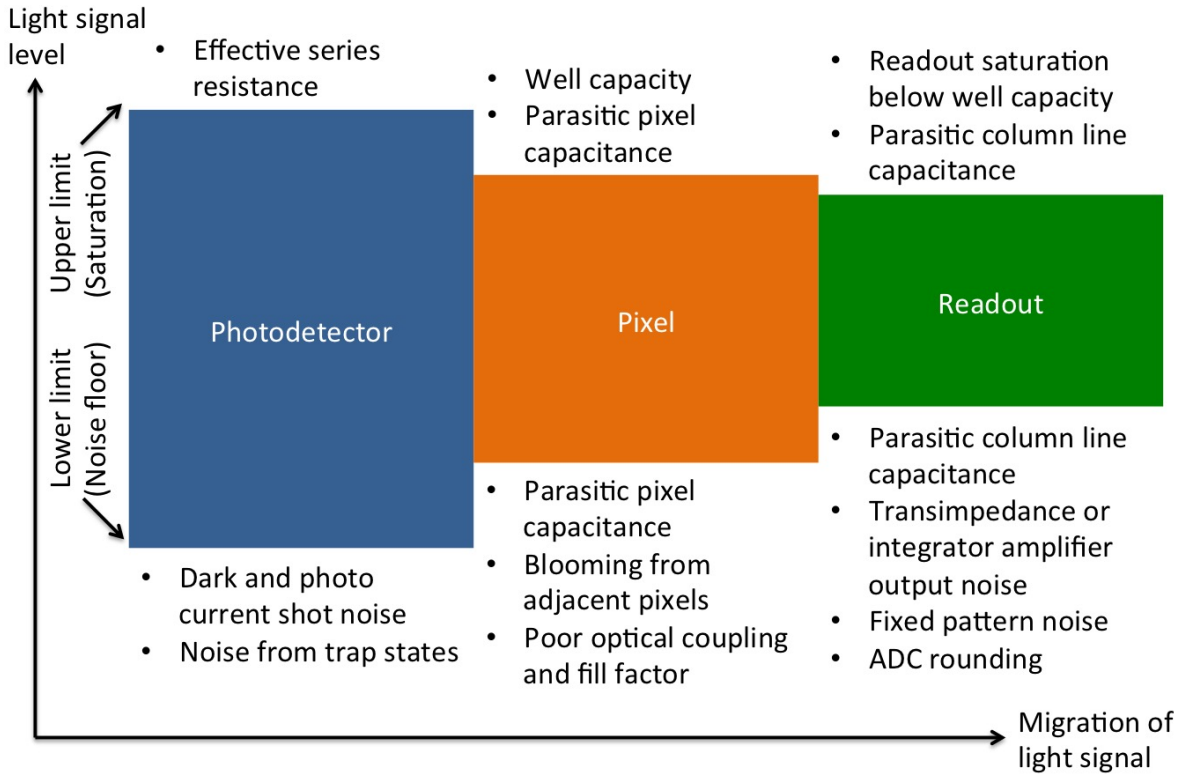 Light signal
level
• Effective series
resistance
• Well capacity
• Parasitic pixel
capacitance
• Readout saturation
below well capacity
• Parasitic column line
capacitance
Upper limit
(Saturation)
Lower limit
(Noise floor)
Photodetector
Pixel
Readout
• Dark and photo
current shot noise
• Noise from trap states
• Parasitic pixel
capacitance
• Blooming from
adjacent pixels
• Poor optical coupling
and fill factor
• Parasitic column line
capacitance
• Transimpedance or
integrator amplifier
output noise
• Fixed pattern noise
• ADC rounding
Migration of
light signal